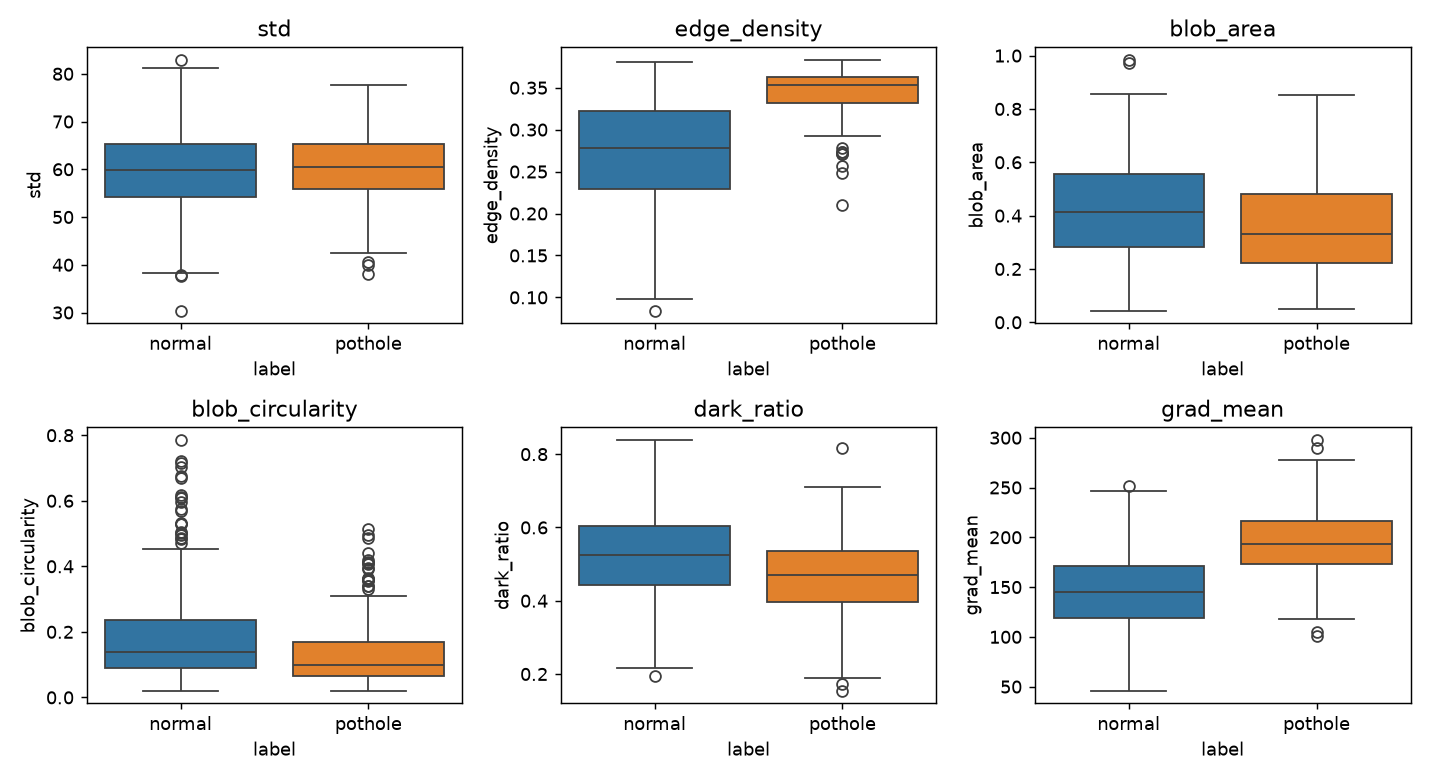 std
80
70
60
50
40
30
std
normal
pothole
label
edge_density
0.35
0.30
0.25
0.20
0.15
0.10
edge_density
normal
pothole
label
blob_area
1.0
0.8
0.6
0.4
0.2
0.0
blob_area
normal
pothole
label
blob_circularity
0.8
0.6
0.4
0.2
0.0
blob_circularity
normal
pothole
label
dark_ratio
0.8
0.6
0.4
0.2
dark_ratio
normal
pothole
label
grad_mean
300
250
200
150
100
50
grad_mean
normal
pothole
label